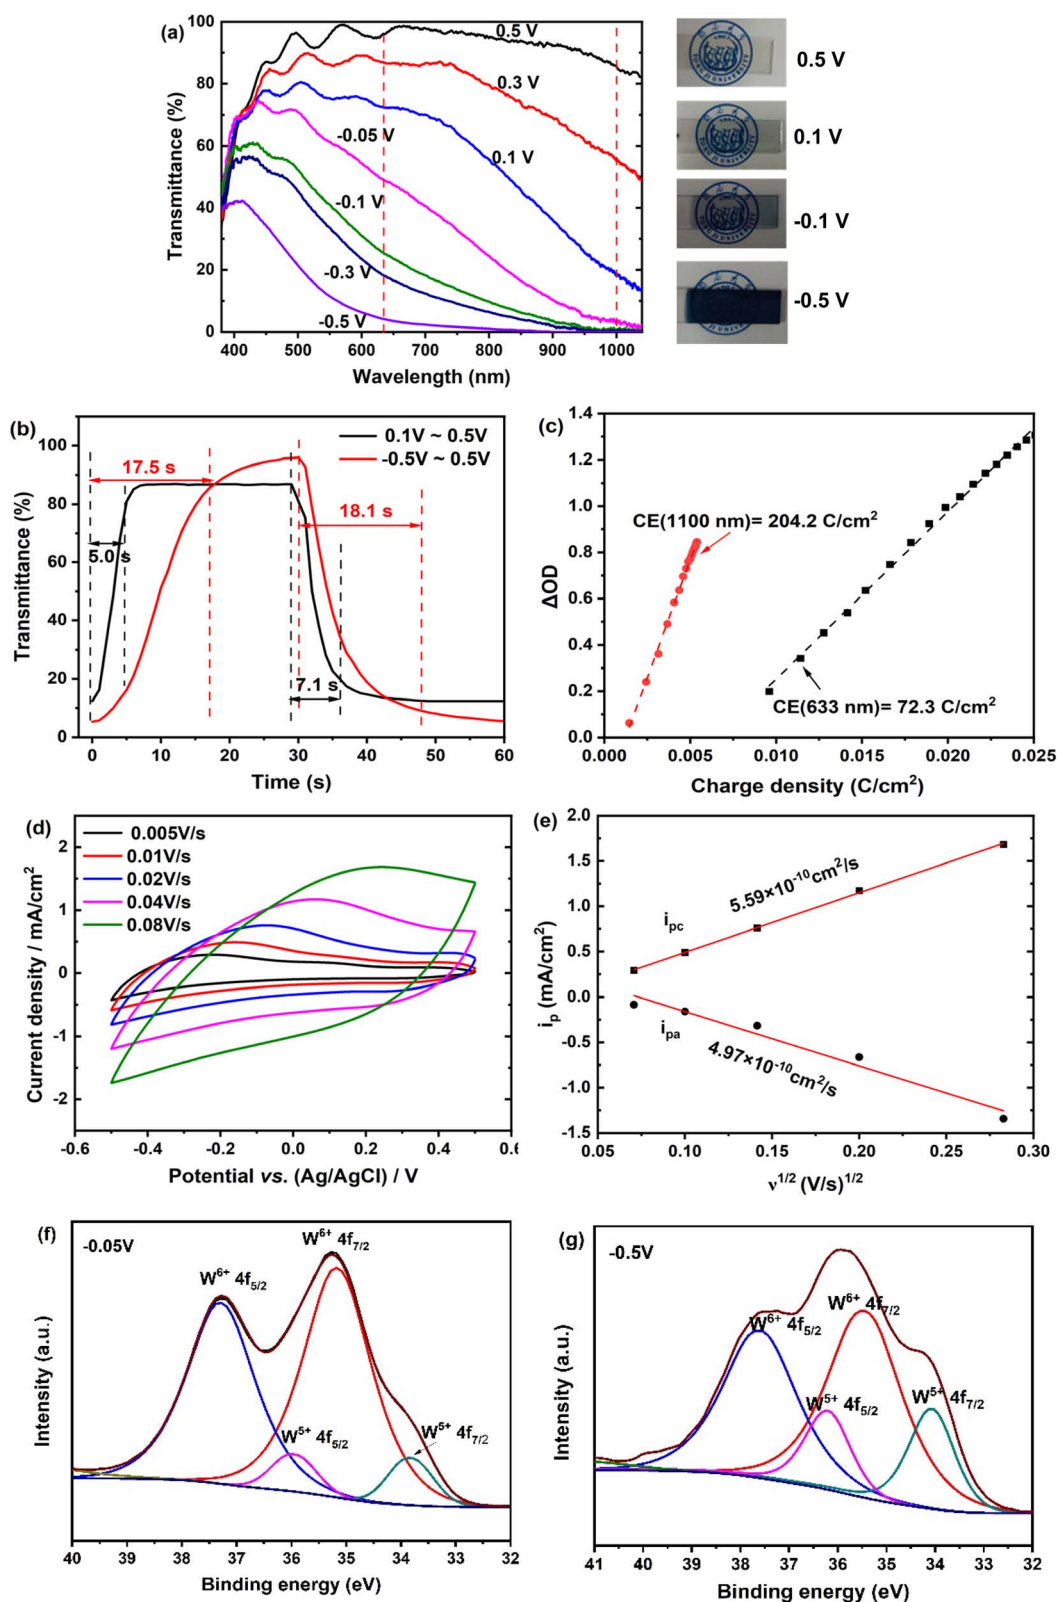 (a)
0.5 V
0.3 V
-0.05 V
0.1 V
-0.1 V
-0.3 V
-0.5 V
Transmittance (%)
100
80
60
40
20
0
400 500 600 700 800 900 1000
Wavelength (nm)
TONGJI UNIVERSITY
0.5 V
TONGJI UNIVERSITY
0.1 V
-0.1 V
-0.5 V
(b)
0.1V ~ 0.5V
-0.5V ~ 0.5V
17.5 s
18.1 s
5.0 s
7.1 s
Transmittance (%)
100
80
60
40
20
0
0 10 20 30 40 50 60
Time (s)
(c)
CE(1100 nm)= 204.2 C/cm²
CE(633 nm)= 72.3 C/cm²
ΔOD
1.4
1.2
1.0
0.8
0.6
0.4
0.2
0.0
0.000 0.005 0.010 0.015 0.020 0.025
Charge density (C/cm²)
(d)
0.005V/s
0.01V/s
0.02V/s
0.04V/s
0.08V/s
Current density / mA/cm²
2
1
0
-1
-2
-0.6 -0.4 -0.2 0.0 0.2 0.4 0.6
Potential vs. (Ag/AgCl) / V
(e)
5.59×10⁻¹⁰cm²/s
i_pc
i_pa
4.97×10⁻¹⁰cm²/s
i_p (mA/cm²)
2.0
1.5
1.0
0.5
0.0
-0.5
-1.0
-1.5
0.05 0.10 0.15 0.20 0.25 0.30
ν^1/2 (V/s)^1/2
(f)
-0.05V
W⁶⁺ 4f7/2
W⁶⁺ 4f5/2
W⁵⁺ 4f5/2
W⁵⁺ 4f7/2
Intensity (a.u.)
40 39 38 37 36 35 34 33 32
Binding energy (eV)
(g)
-0.5V
W⁶⁺ 4f7/2
W⁶⁺ 4f5/2
W⁵⁺ 4f5/2
W⁵⁺ 4f7/2
Intensity (a.u.)
41 40 39 38 37 36 35 34 33 32
Binding energy (eV)